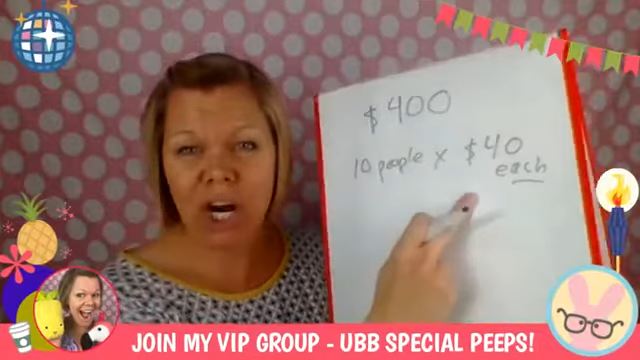 $400
10 people x $40
each
JOIN MY VIP GROUP - UBB SPECIAL PEEPS!